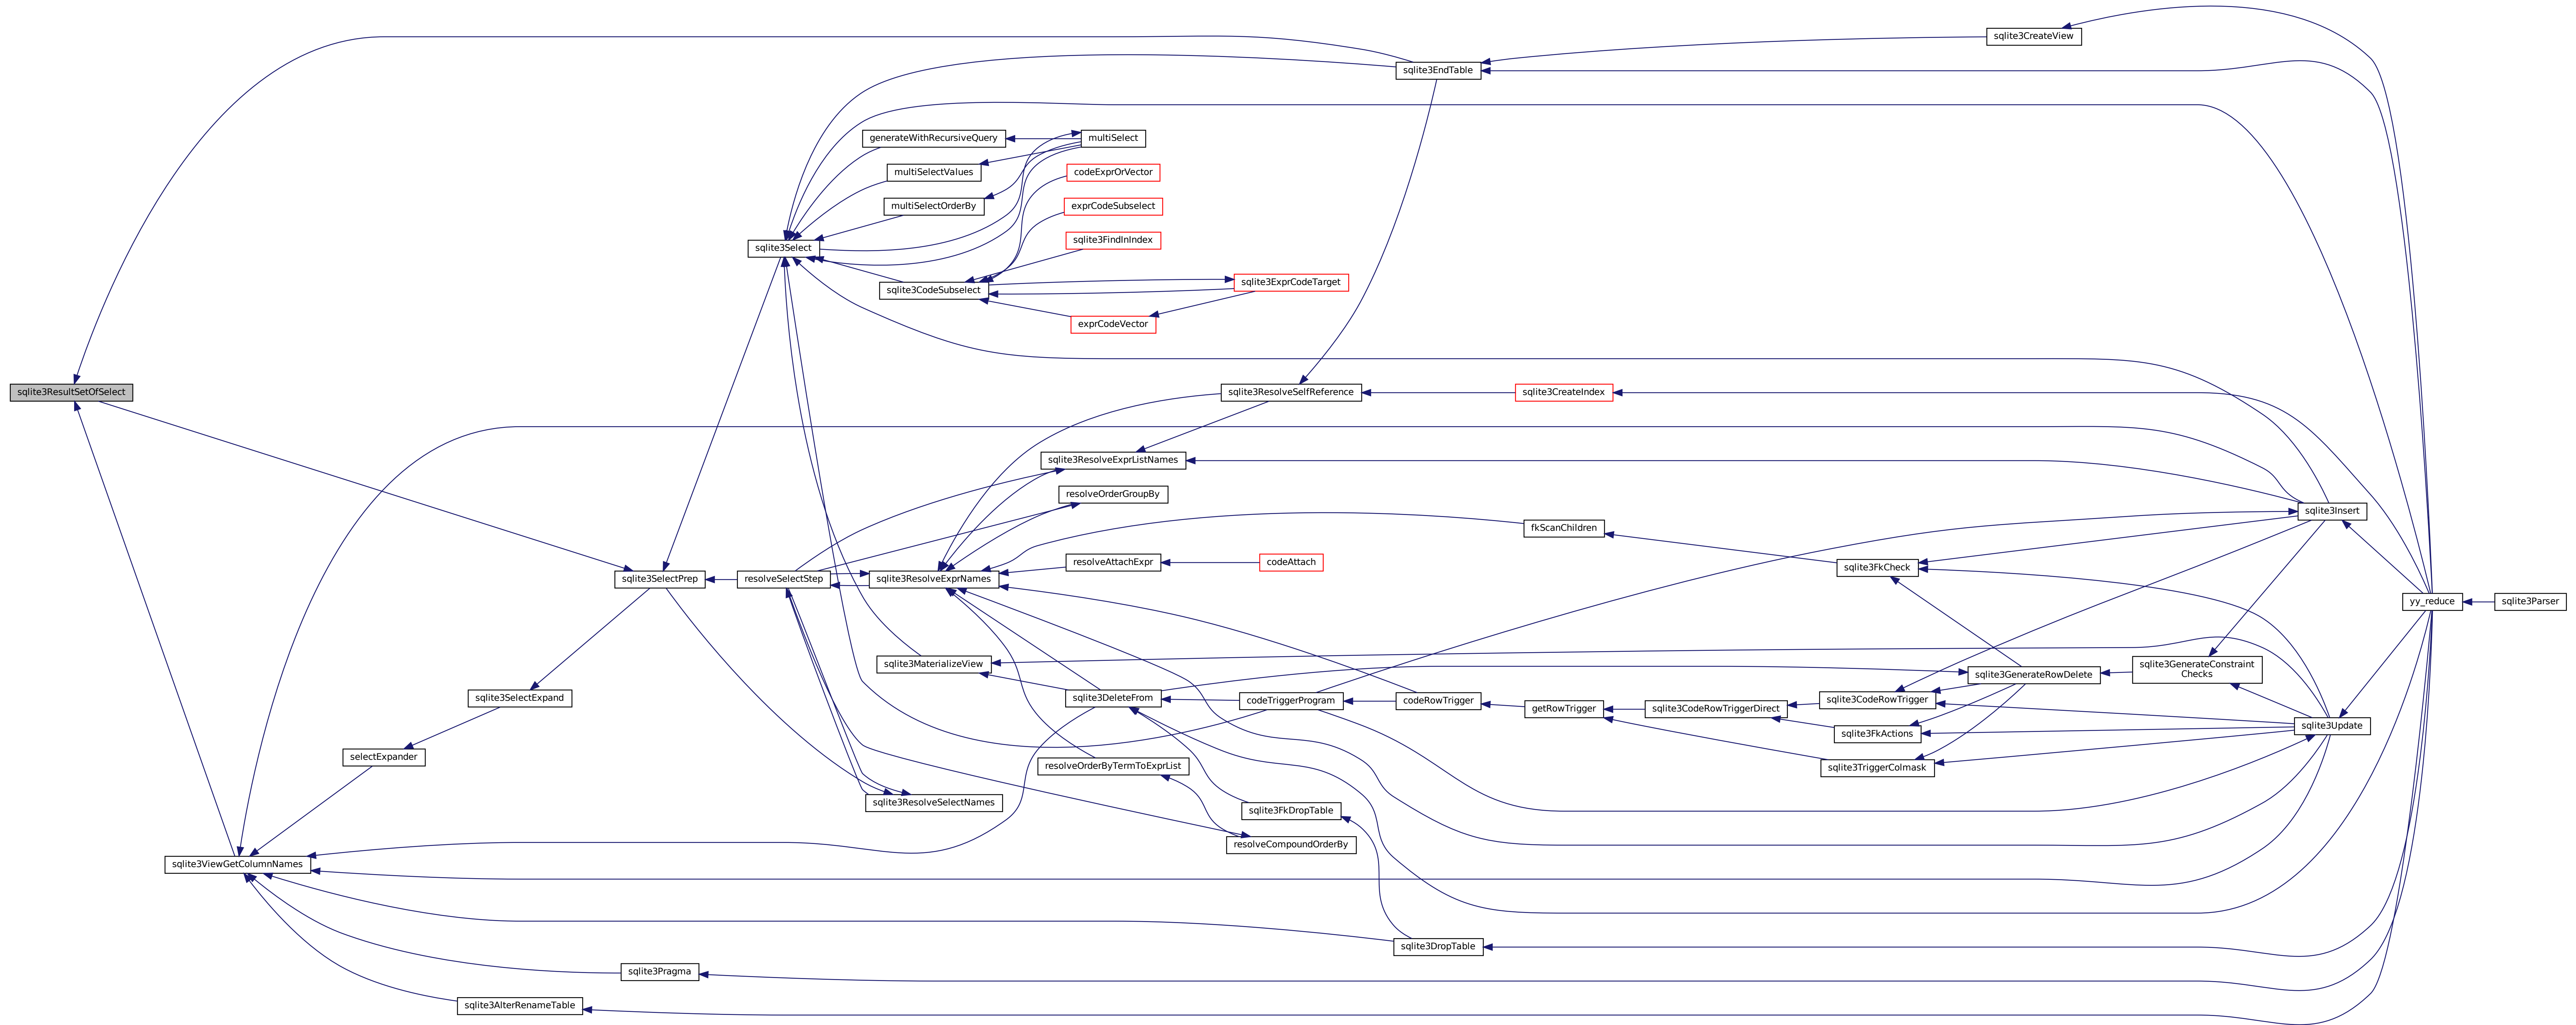 sqlite3CreateView
sqlite3EndTable
generateWithRecursiveQuery
multiSelect
multiSelectValues
codeExprOrVector
multiSelectOrderBy
exprCodeSubselect
sqlite3FindInIndex
sqlite3Select
sqlite3CodeSubselect
sqlite3ExprCodeTarget
exprCodeVector
sqlite3ResultSetOfSelect
sqlite3ResolveSelfReference
sqlite3CreateIndex
sqlite3ResolveExprListNames
resolveOrderGroupBy
sqlite3Insert
fkScanChildren
resolveAttachExpr
codeAttach
sqlite3FkCheck
sqlite3SelectPrep
resolveSelectStep
sqlite3ResolveExprNames
yy_reduce
sqlite3Parser
sqlite3MaterializeView
sqlite3GenerateConstraint
Checks
sqlite3GenerateRowDelete
sqlite3SelectExpand
sqlite3DeleteFrom
codeTriggerProgram
codeRowTrigger
getRowTrigger
sqlite3CodeRowTriggerDirect
sqlite3CodeRowTrigger
sqlite3Update
sqlite3FkActions
selectExpander
resolveOrderByTermToExprList
sqlite3TriggerColmask
sqlite3ResolveSelectNames
sqlite3FkDropTable
resolveCompoundOrderBy
sqlite3ViewGetColumnNames
sqlite3DropTable
sqlite3Pragma
sqlite3AlterRenameTable